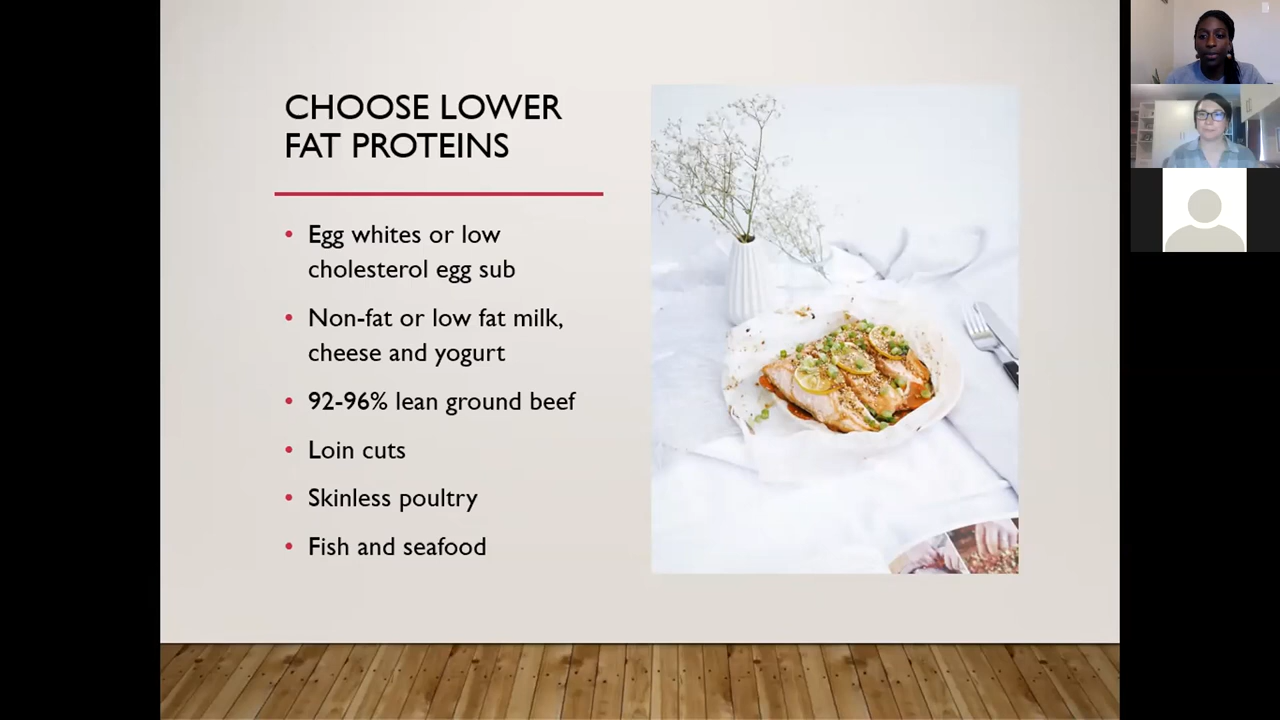 CHOOSE LOWER
FAT PROTEINS
• Egg whites or low
cholesterol egg sub
• Non-fat or low fat milk,
cheese and yogurt
• 92-96% lean ground beef
• Loin cuts
• Skinless poultry
• Fish and seafood